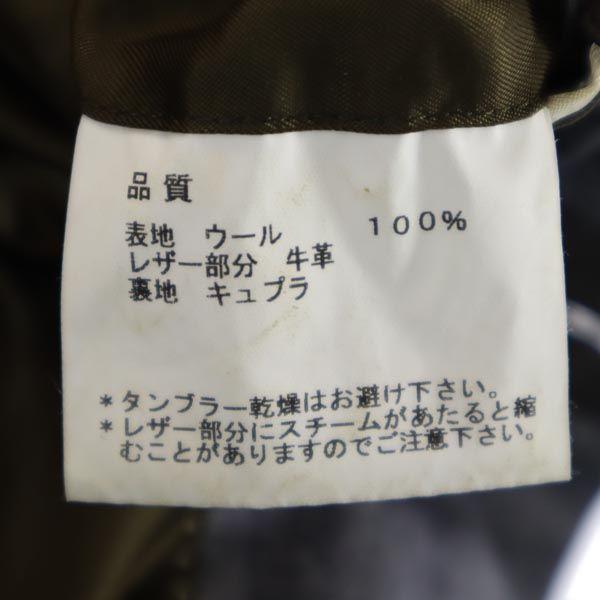 品質
表地 ウール 100%
レザー部分 牛革
裏地 キュプラ
*タンブラー乾燥はお避け下さい。
*レザー部分にスチームがあたると縮
むことがありますのでご注意下さい。